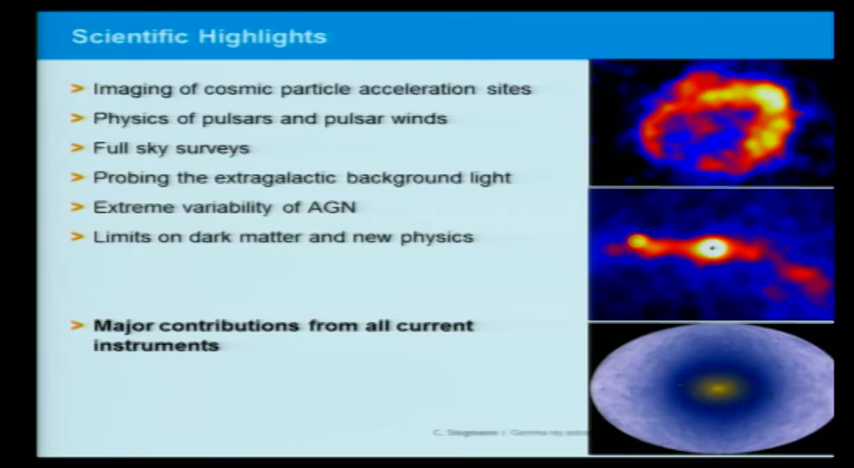 Scientific Highlights
> Imaging of cosmic particle acceleration sites
> Physics of pulsars and pulsar winds
> Full sky surveys
> Probing the extragalactic background light
> Extreme variability of AGN
> Limits on dark matter and new physics
> Major contributions from all current
instruments
C. Stegmann | Gamma ray